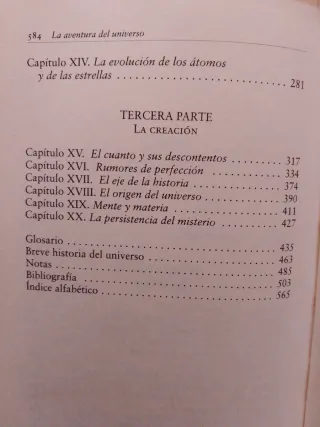 584 La aventura del universo
Capítulo XIV. La evolución de los átomos
y de las estrellas . . . . . . . . . . . . . . . . . . . . . . . . . 281
TERCERA PARTE
LA CREACIÓN
Capítulo XV. El cuanto y sus descontentos . . . . . . . . . 317
Capítulo XVI. Rumores de perfección . . . . . . . . . . . . 334
Capítulo XVII. El eje de la historia . . . . . . . . . . . . . . 374
Capítulo XVIII. El origen del universo . . . . . . . . . . . . 390
Capítulo XIX. Mente y materia . . . . . . . . . . . . . . . . 411
Capítulo XX. La persistencia del misterio . . . . . . . . . . 427
Glosario . . . . . . . . . . . . . . . . . . . . . . . . . . . . . . 435
Breve historia del universo . . . . . . . . . . . . . . . . . . . 463
Notas . . . . . . . . . . . . . . . . . . . . . . . . . . . . . . . . 485
Bibliografía . . . . . . . . . . . . . . . . . . . . . . . . . . . . 503
Índice alfabético . . . . . . . . . . . . . . . . . . . . . . . . . 565